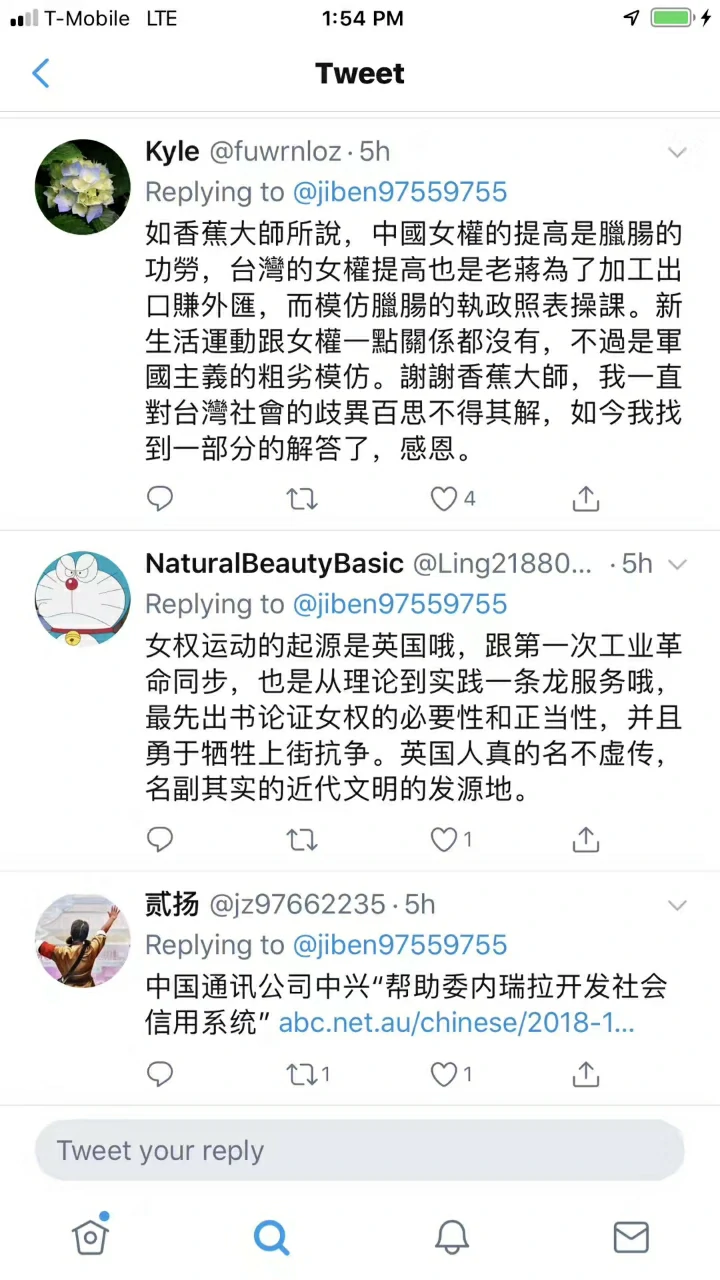 T-Mobile LTE 1:54 PM
Tweet
Kyle @fuwrnloz · 5h
Replying to @jiben97559755
如香蕉大師所說，中國女權的提高是臘腸的
功勞，台灣的女權提高也是老蔣為了加工出
口賺外匯，而模仿臘腸的執政照表操課。新
生活運動跟女權一點關係都沒有，不過是軍
國主義的粗劣模仿。謝謝香蕉大師，我一直
對台灣社會的歧異百思不得其解，如今我找
到一部分的解答了，感恩。
4
NaturalBeautyBasic @Ling21880... · 5h
Replying to @jiben97559755
女权运动的起源是英国哦，跟第一次工业革
命同步，也是从理论到实践一条龙服务哦，
最先出书论证女权的必要性和正当性，并且
勇于牺牲上街抗争。英国人真的名不虚传，
名副其实的近代文明的发源地。
1
贰扬 @jz97662235 · 5h
Replying to @jiben97559755
中国通讯公司中兴“帮助委内瑞拉开发社会
信用系统” abc.net.au/chinese/2018-1...
1 1
Tweet your reply